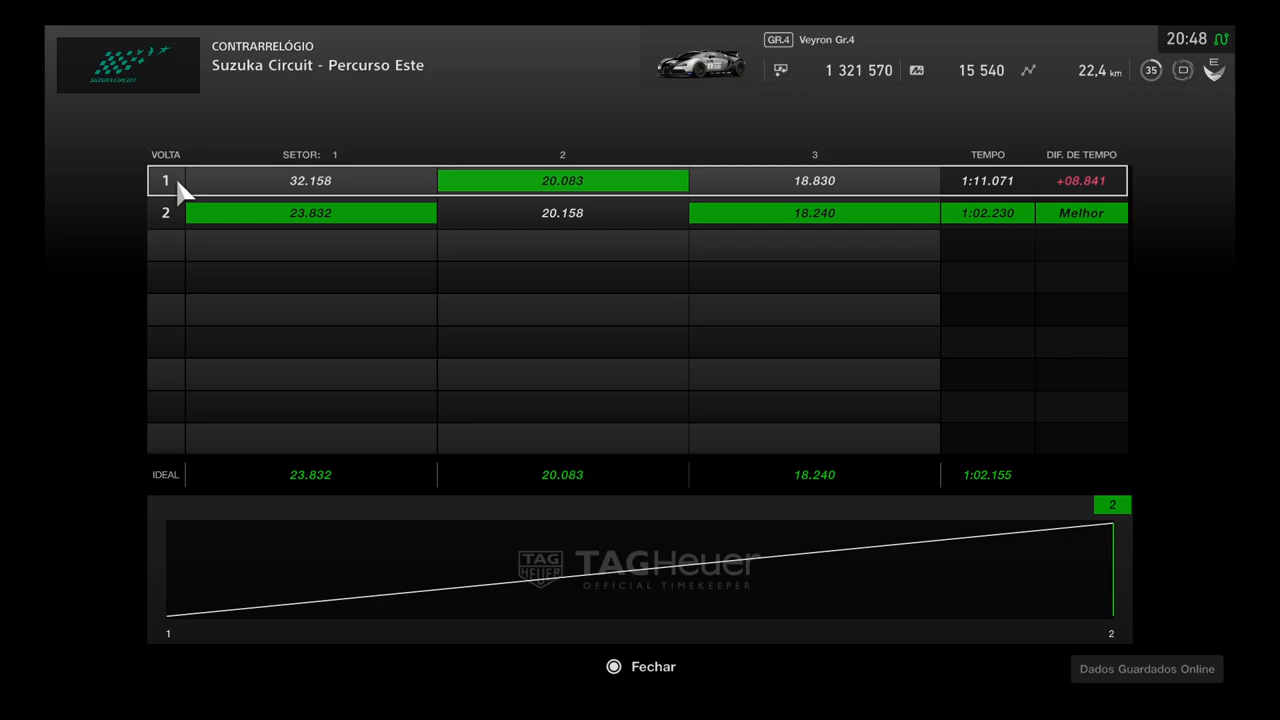 CONTRARRELÓGIO
Suzuka Circuit - Percurso Este
SUZUKA CIRCUIT
GR.4 Veyron Gr.4
1 321 570 15 540 22,4 km 35 D E
20:48
VOLTA SETOR: 1 2 3 TEMPO DIF. DE TEMPO
1 32.158 20.083 18.830 1:11.071 +08.841
2 23.832 20.158 18.240 1:02.230 Melhor
IDEAL 23.832 20.083 18.240 1:02.155
2
TAG HEUER TAGHeuer
OFFICIAL TIMEKEEPER
1 2
Fechar
Dados Guardados Online